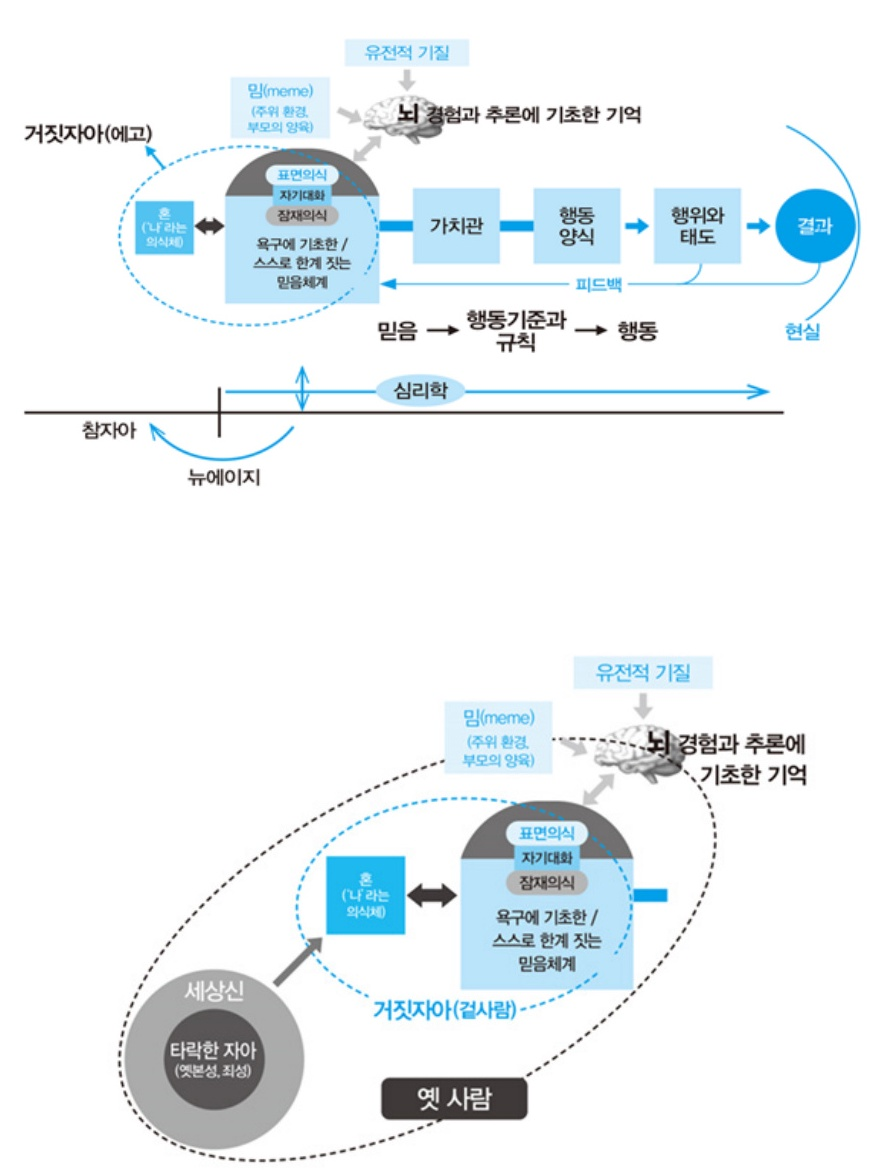 유전적 기질
밈(meme)
(주위 환경,
부모의 양육)
뇌 경험과 추론에 기초한 기억
거짓자아(에고)
표면의식
자기대화
잠재의식
혼
('나'라는
의식체)
욕구에 기초한 /
스스로 한계 짓는
믿음체계
가치관
행동
양식
행위와
태도
결과
피드백
믿음
행동기준과
규칙
행동
현실
심리학
참자아
뉴에이지
유전적 기질
밈(meme)
(주위 환경,
부모의 양육)
뇌 경험과 추론에
기초한 기억
표면의식
자기대화
잠재의식
혼
('나'라는
의식체)
욕구에 기초한 /
스스로 한계 짓는
믿음체계
거짓자아(겉사람)
세상신
타락한 자아
(옛본성, 죄성)
옛 사람